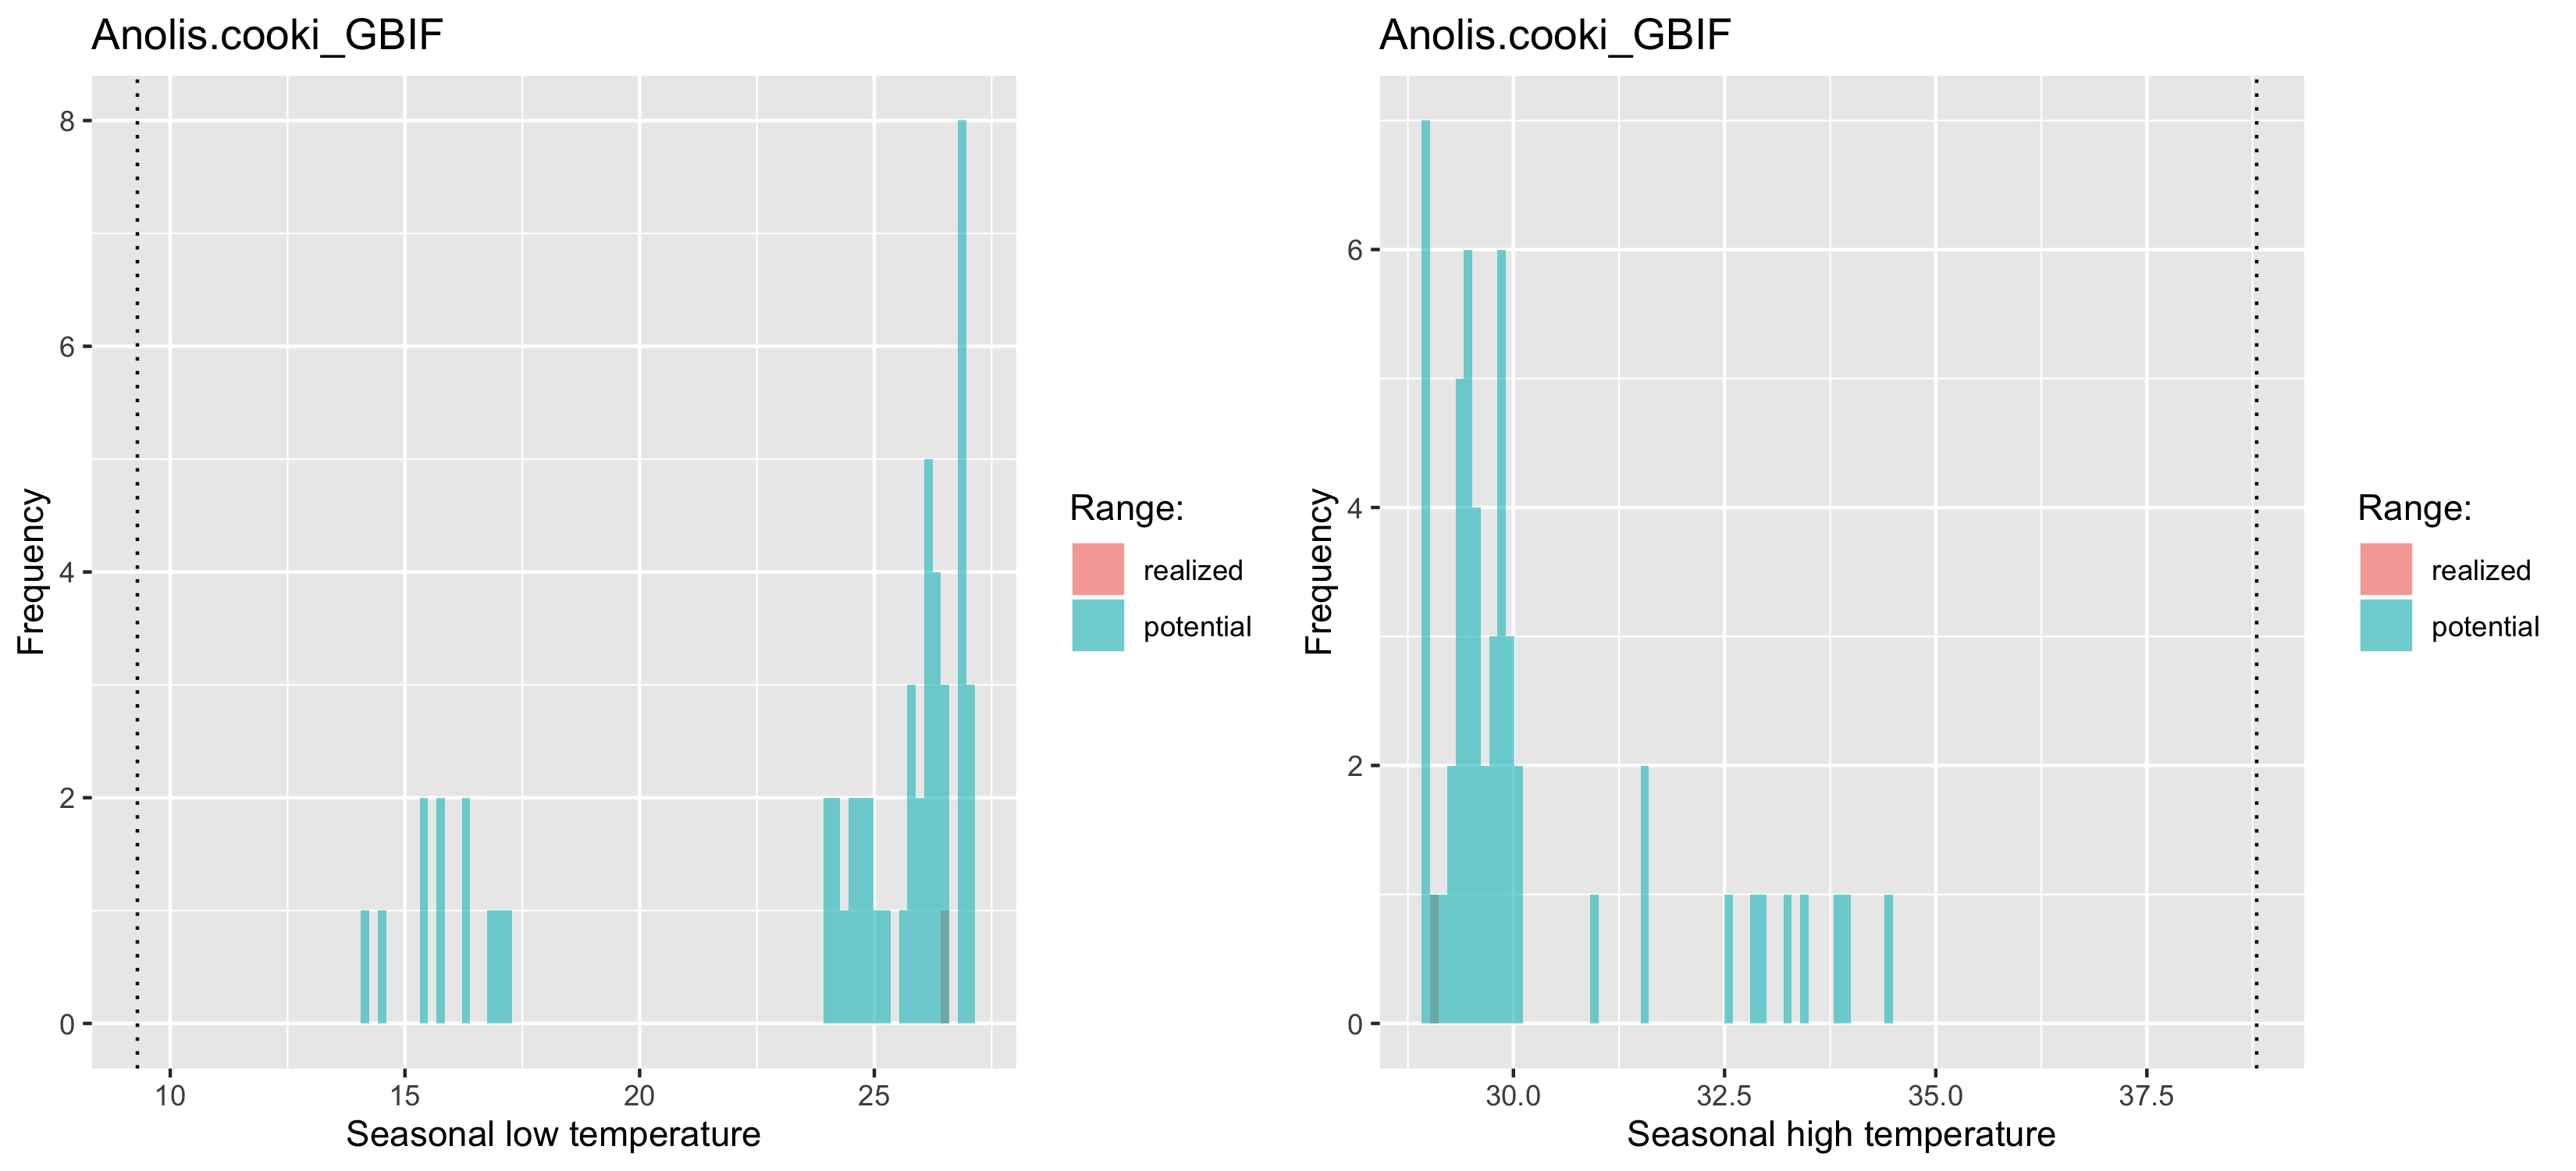 Anolis.cooki_GBIF
8
6
4
2
0
Frequency
10 15 20 25
Seasonal low temperature
Range:
realized
potential
Anolis.cooki_GBIF
6
4
2
0
Frequency
30.0 32.5 35.0 37.5
Seasonal high temperature
Range:
realized
potential